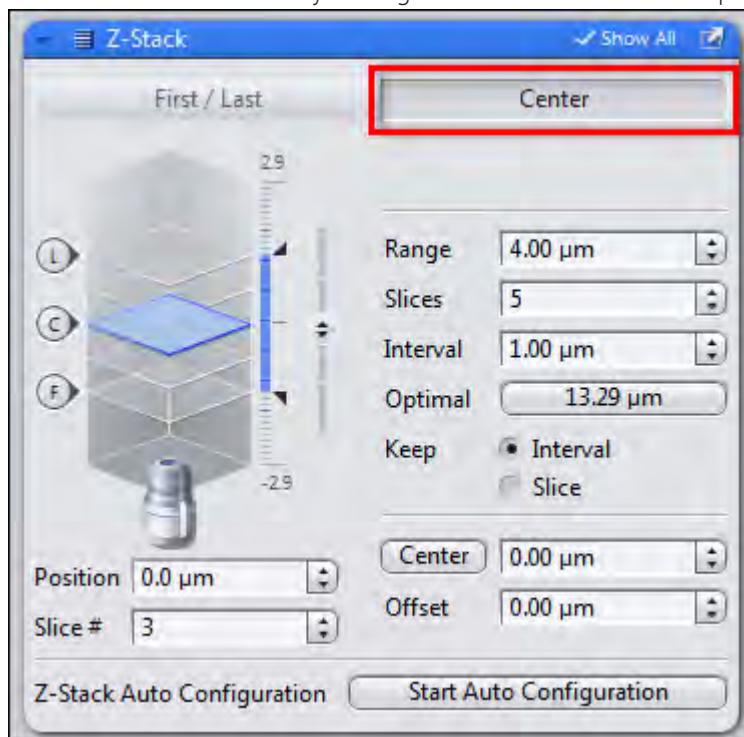 Z-Stack Show All
First / Last Center
2.9
L
C
F
-2.9
Range 4.00 µm
Slices 5
Interval 1.00 µm
Optimal 13.29 µm
Keep Interval
Slice
Position 0.0 µm
Slice # 3
Center 0.00 µm
Offset 0.00 µm
Z-Stack Auto Configuration Start Auto Configuration